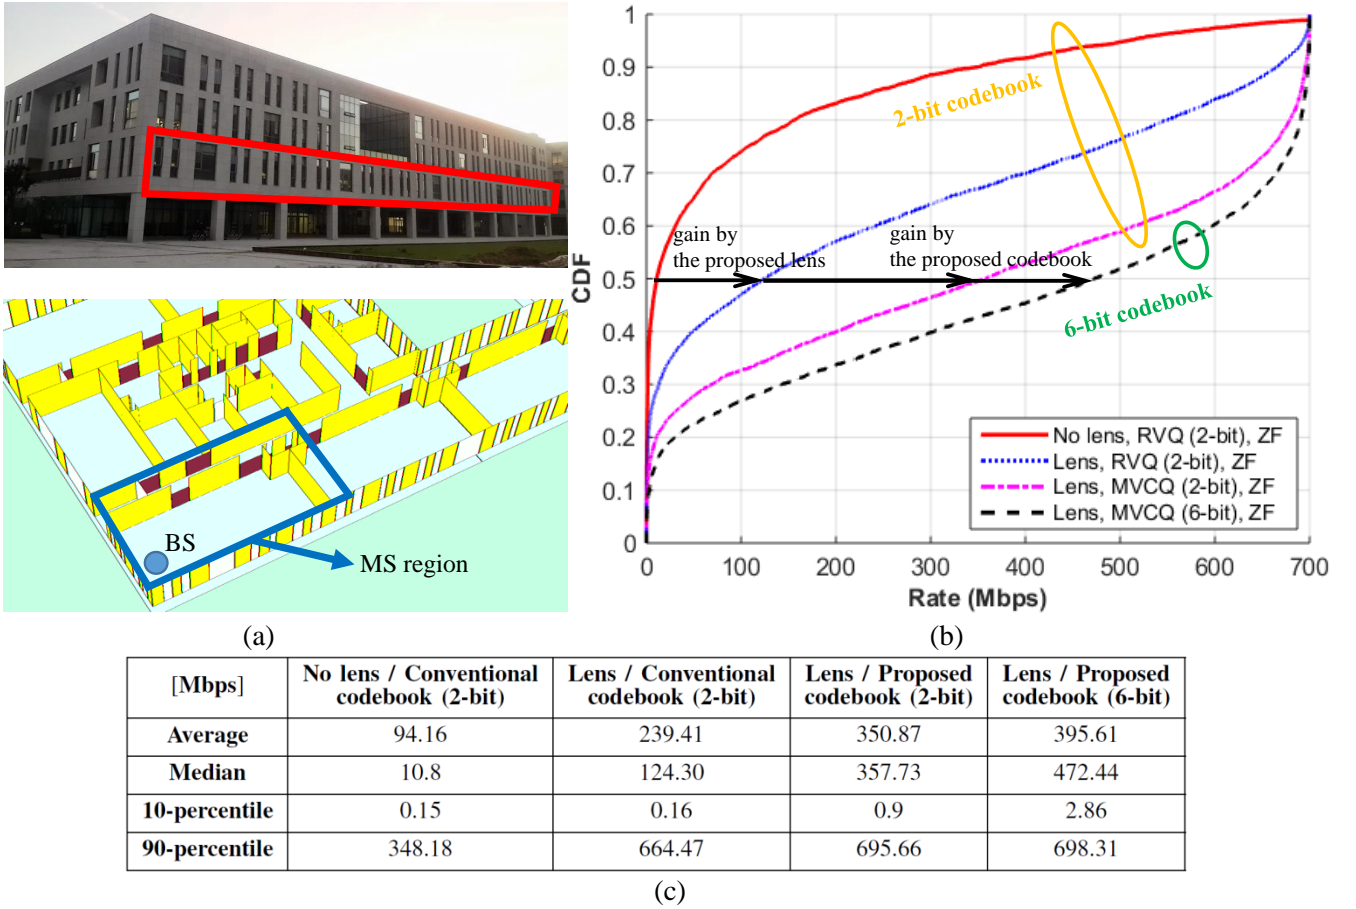 BS
MS region
(a)
1
0.9
0.8
0.7
0.6
0.5
0.4
0.3
0.2
0.1
0
CDF
2-bit codebook
gain by
the proposed lens
gain by
the proposed codebook
6-bit codebook
No lens, RVQ (2-bit), ZF
Lens, RVQ (2-bit), ZF
Lens, MVCQ (2-bit), ZF
Lens, MVCQ (6-bit), ZF
0 100 200 300 400 500 600 700
Rate (Mbps)
(b)
[Mbps] No lens / Conventional codebook (2-bit) Lens / Conventional codebook (2-bit) Lens / Proposed codebook (2-bit) Lens / Proposed codebook (6-bit)
Average 94.16 239.41 350.87 395.61
Median 10.8 124.30 357.73 472.44
10-percentile 0.15 0.16 0.9 2.86
90-percentile 348.18 664.47 695.66 698.31
(c)